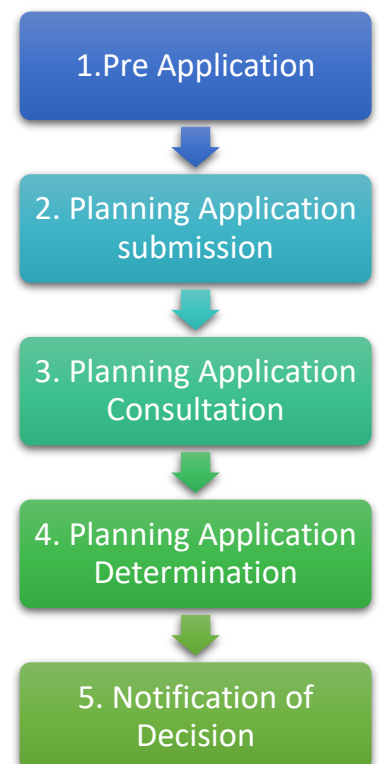 1.Pre Application
2. Planning Application
submission
3. Planning Application
Consultation
4. Planning Application
Determination
5. Notification of
Decision